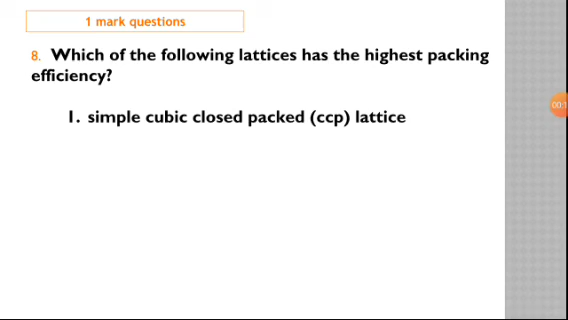 1 mark questions
8. Which of the following lattices has the highest packing
efficiency?
1. simple cubic closed packed (ccp) lattice